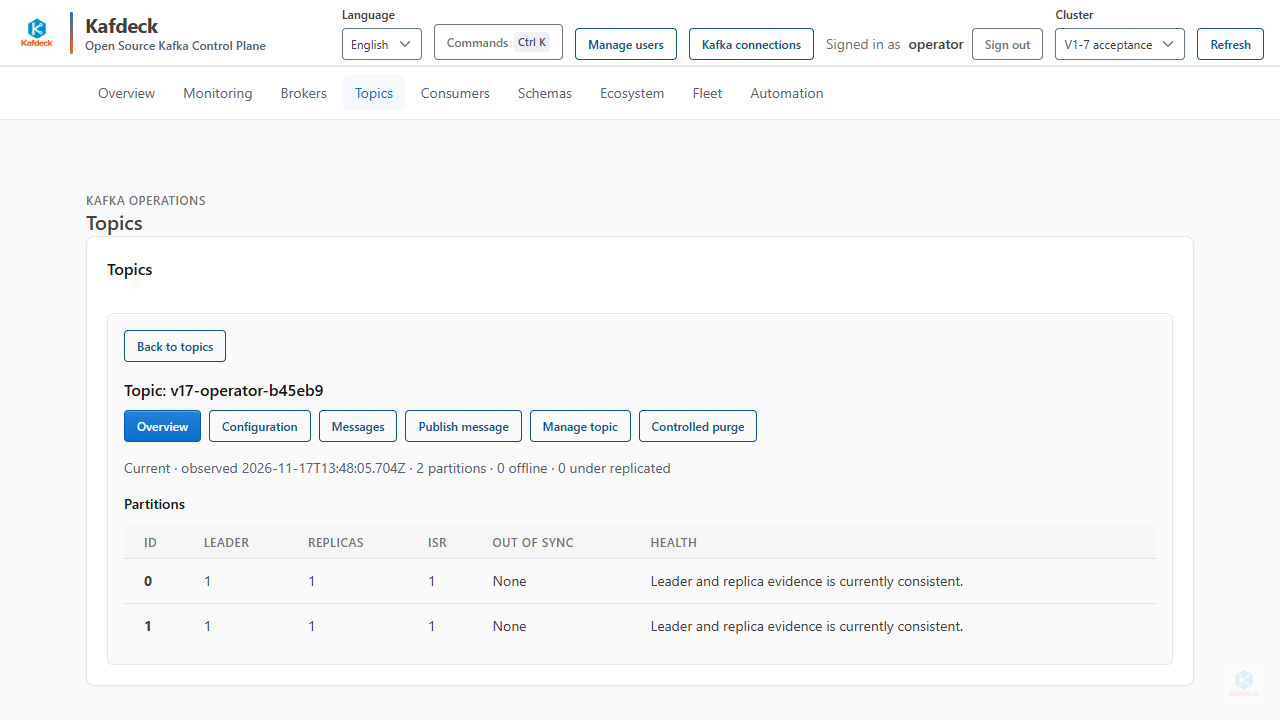 Kafdeck
Kafdeck
Open Source Kafka Control Plane
Language
English
Commands Ctrl K
Manage users
Kafka connections
Signed in as operator
Sign out
Cluster
V1-7 acceptance
Refresh
Overview Monitoring Brokers Topics Consumers Schemas Ecosystem Fleet Automation
KAFKA OPERATIONS
Topics
Topics
Back to topics
Topic: v17-operator-b45eb9
Overview Configuration Messages Publish message Manage topic Controlled purge
Current · observed 2026-11-17T13:48:05.704Z · 2 partitions · 0 offline · 0 under replicated
Partitions
ID LEADER REPLICAS ISR OUT OF SYNC HEALTH
0 1 1 1 None Leader and replica evidence is currently consistent.
1 1 1 1 None Leader and replica evidence is currently consistent.
Kafdeck